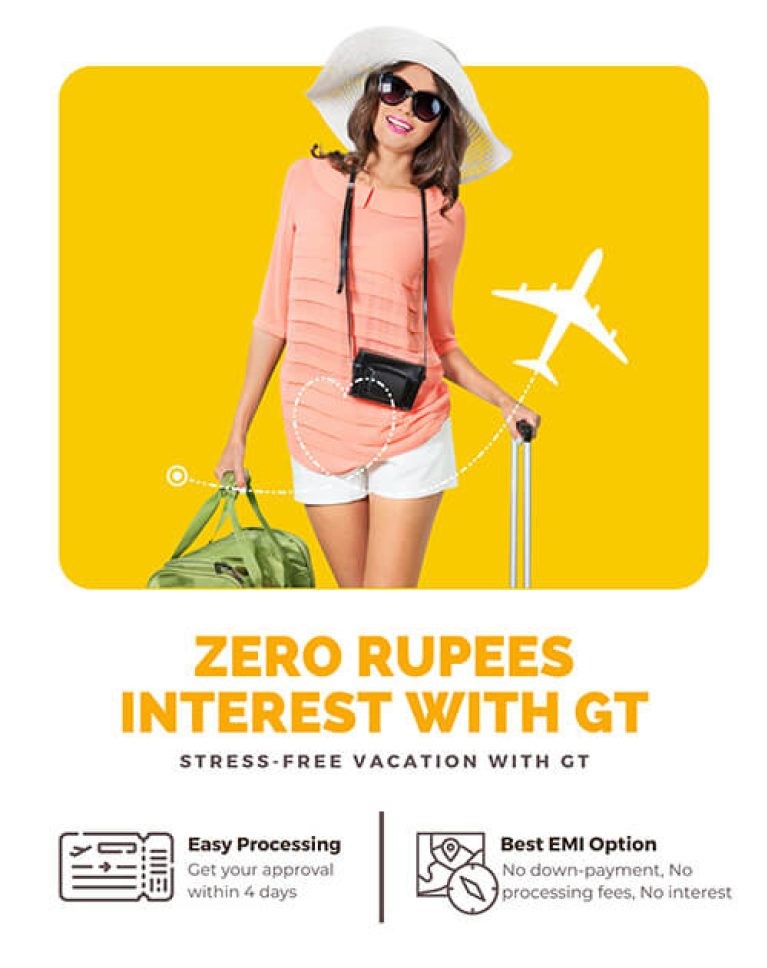 ZERO RUPEES
INTEREST WITH GT
STRESS-FREE VACATION WITH GT
Easy Processing
Get your approval
within 4 days
Best EMI Option
No down-payment, No
processing fees, No interest